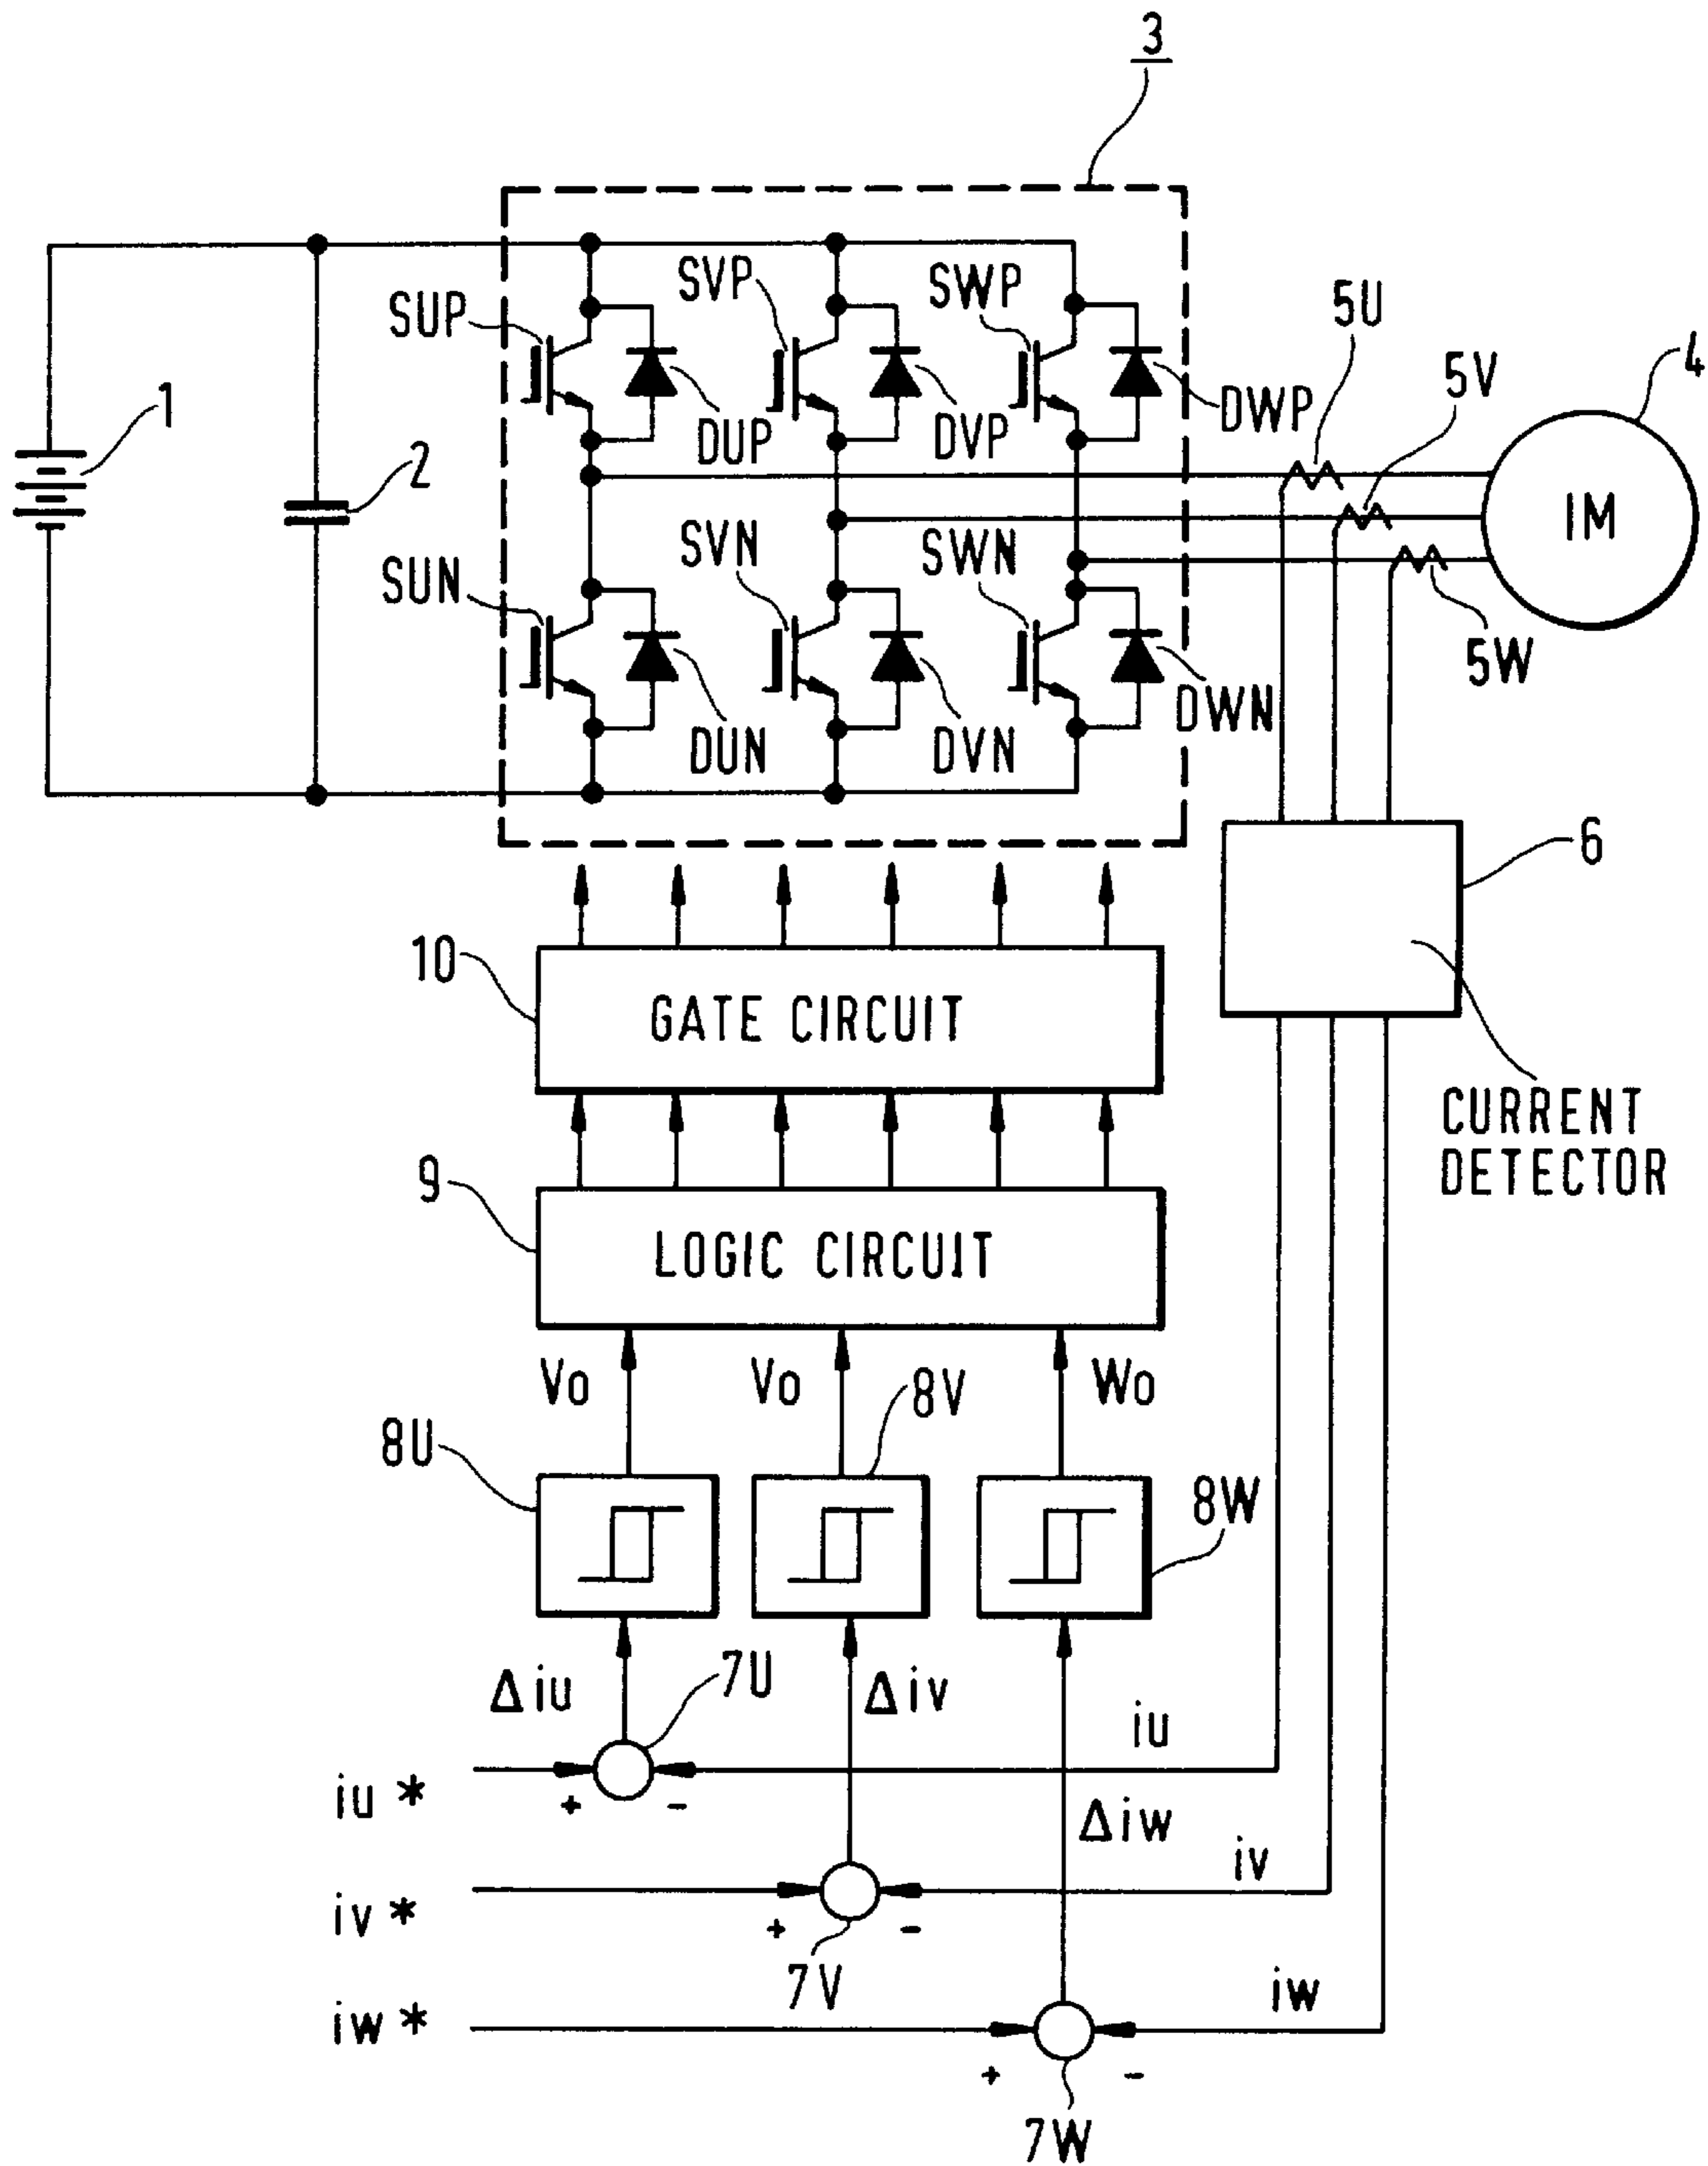 3
SUP
SVP
SWP
5U
5V
4
1
2
DUP
DVP
DWP
IM
SUN
SVN
SWN
5W
DUN
DVN
DWN
6
10
GATE CIRCUIT
CURRENT
DETECTOR
9
LOGIC CIRCUIT
Vo
Vo
Wo
8U
8V
8W
Δiu
7U
Δiv
iu
iu *
+
-
Δiw
iv
iv *
+
-
7V
iw
iw *
+
-
7W